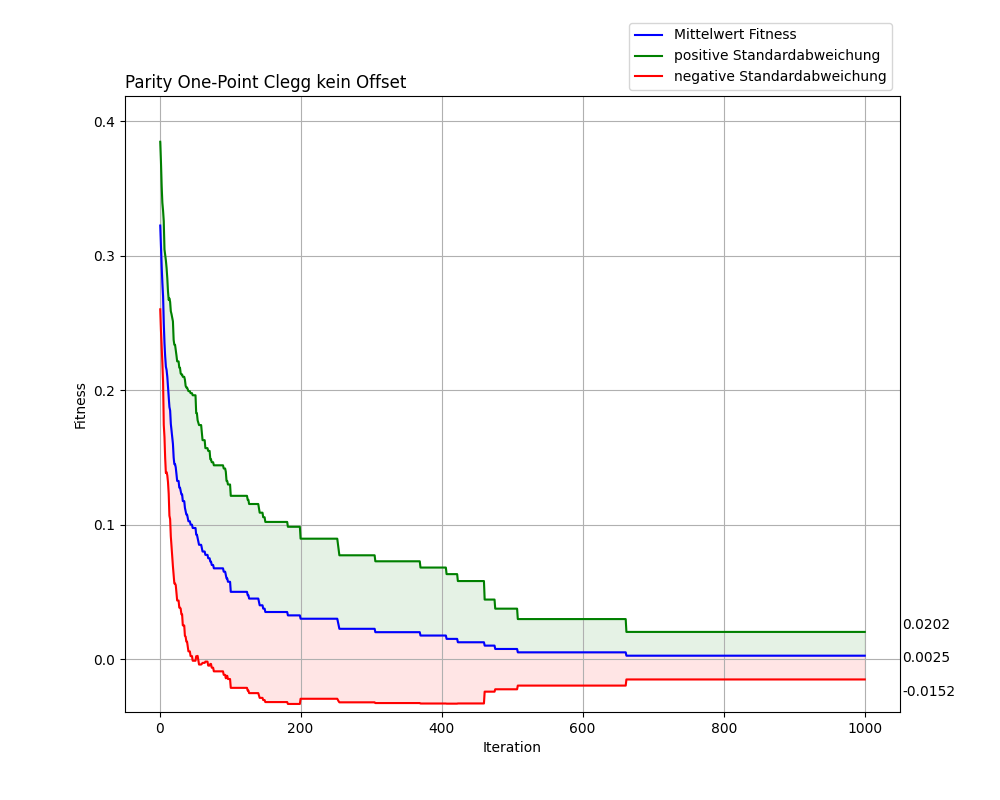 Mittelwert Fitness
positive Standardabweichung
negative Standardabweichung
Parity One-Point Clegg kein Offset
0.4
0.3
0.2
0.1
0.0
Fitness
0.0202
0.0025
-0.0152
0
200
400
600
800
1000
Iteration